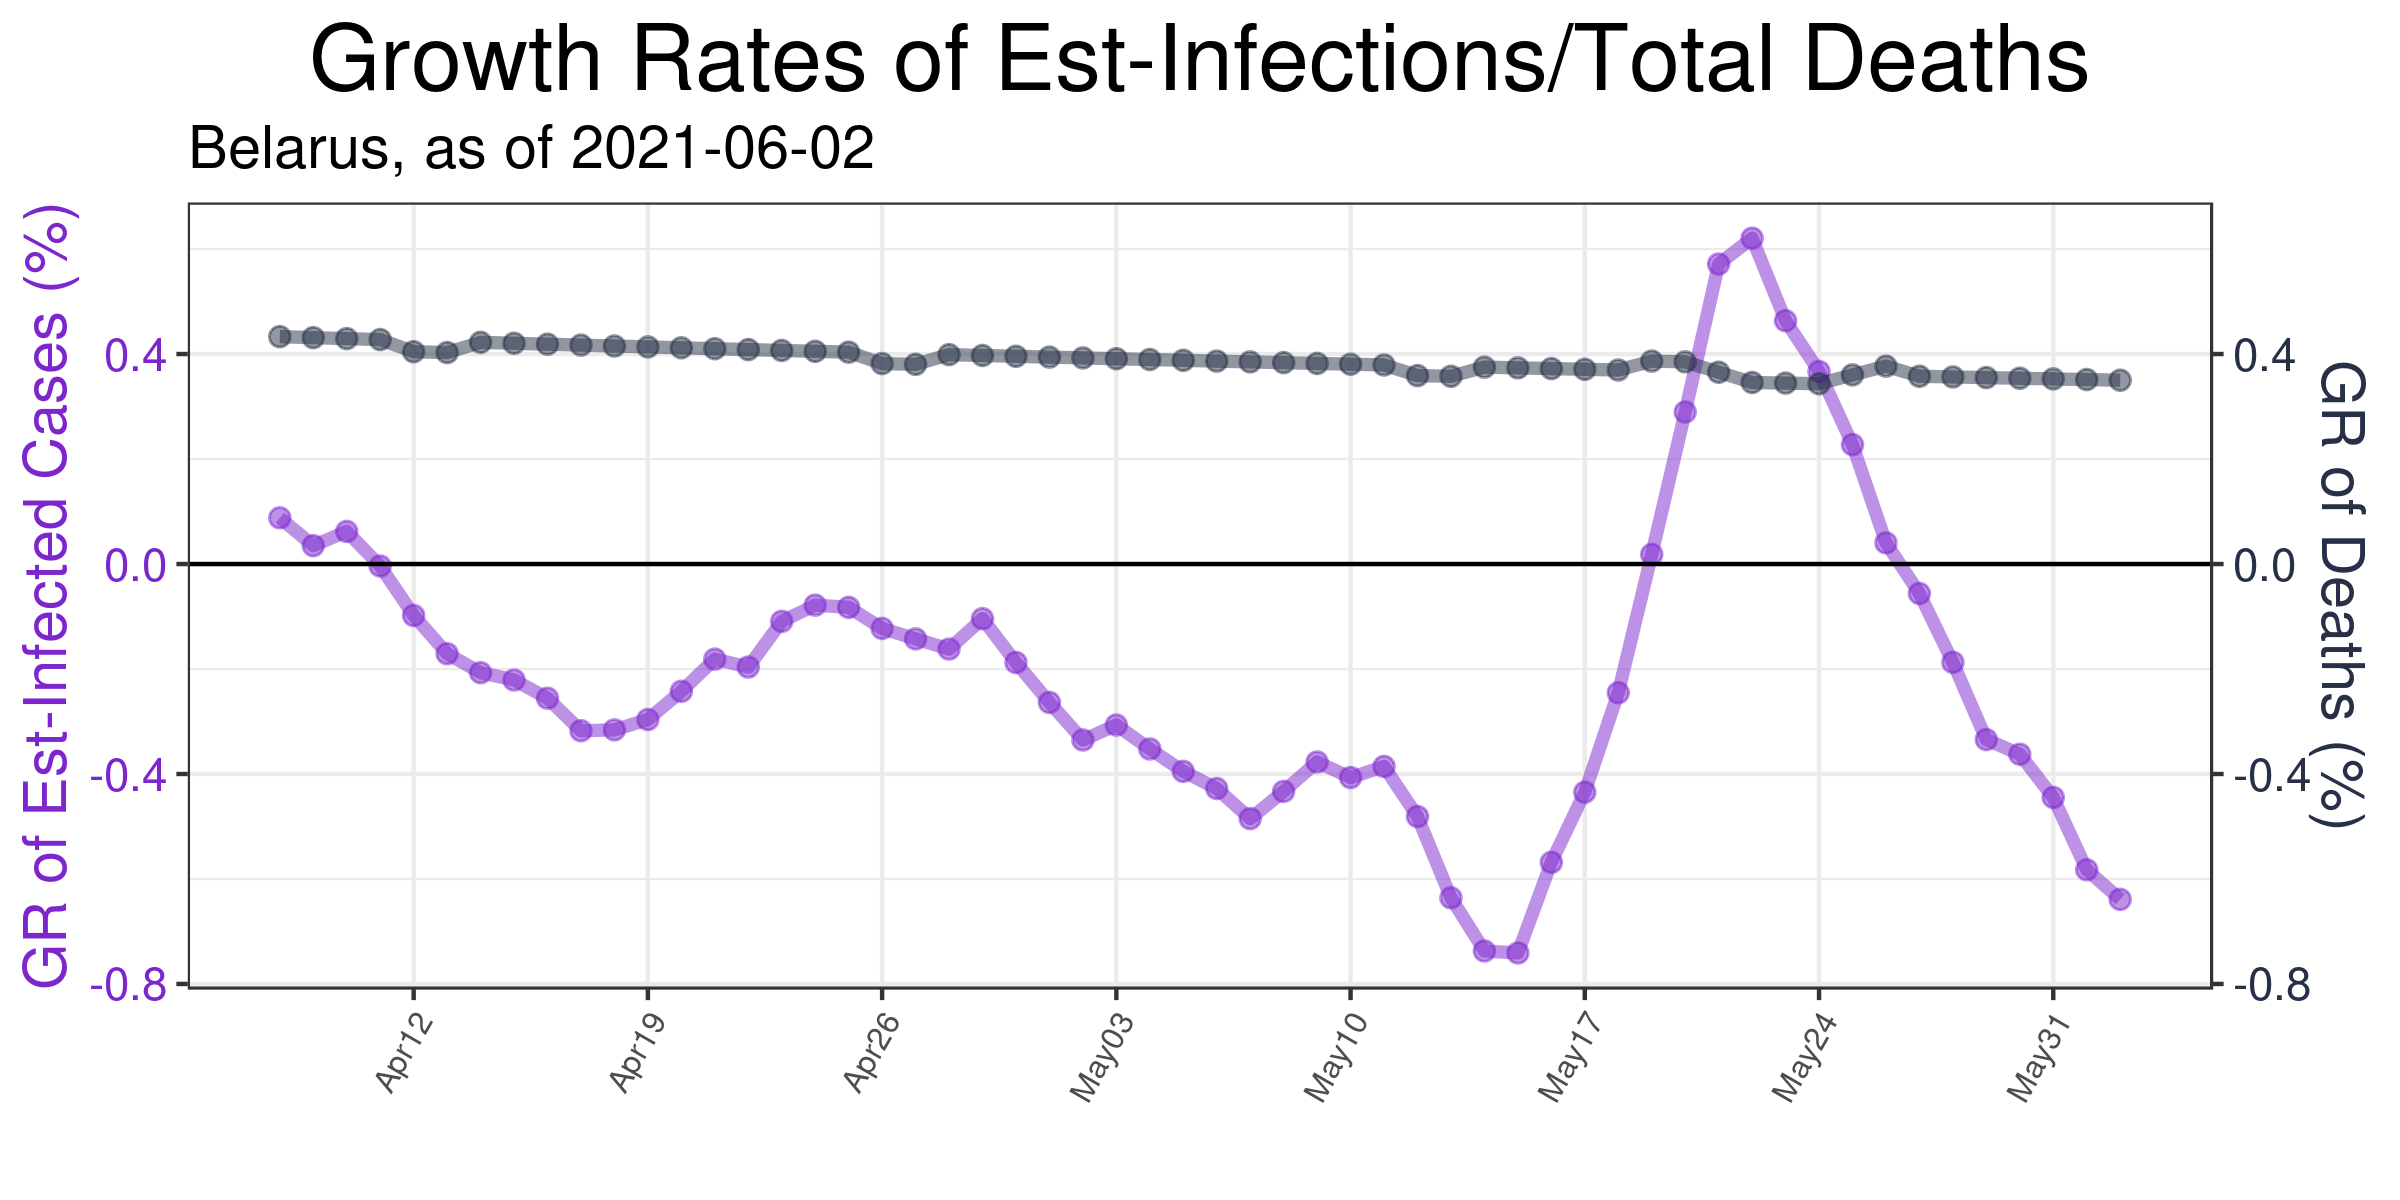 Growth Rates of Est-Infections/Total Deaths
Belarus, as of 2021-06-02
GR of Est-Infected Cases (%)
0.4
0.0
-0.4
-0.8
0.4
0.0
-0.4
-0.8
GR of Deaths (%)
Apr12
Apr19
Apr26
May03
May10
May17
May24
May31